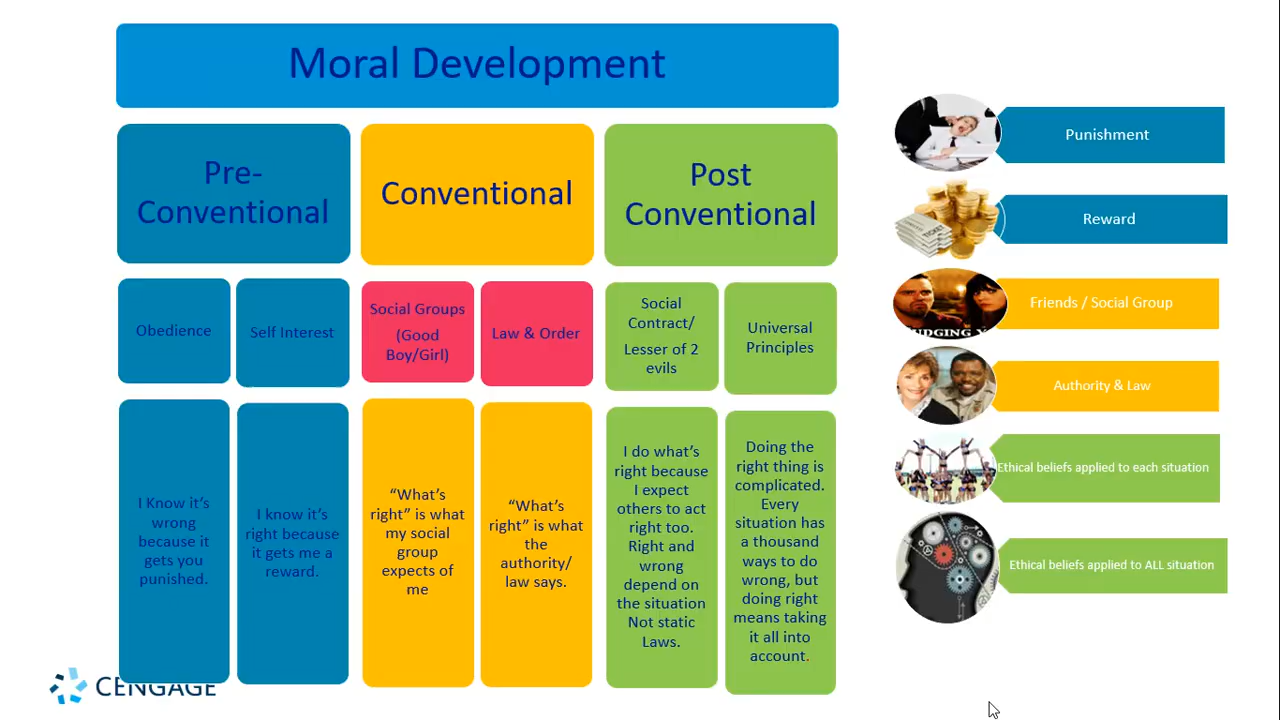 Moral Development
Pre-
Conventional
Conventional
Post
Conventional
Obedience
Self Interest
Social Groups
(Good
Boy/Girl)
Law & Order
Social
Contract/
Lesser of 2
evils
Universal
Principles
I Know it's
wrong
because it
gets you
punished.
I know it's
right because
it gets me a
reward.
“What's
right” is what
my social
group
expects of
me
“What's
right” is what
the
authority/
law says.
I do what's
right because
I expect
others to act
right too.
Right and
wrong
depend on
the situation
Not static
Laws.
Doing the
right thing is
complicated.
Every
situation has
a thousand
ways to do
wrong, but
doing right
means taking
it all into
account.
Punishment
Reward
TICKET
Friends / Social Group
Authority & Law
Ethical beliefs applied to each situation
Ethical beliefs applied to ALL situation
CENGAGE